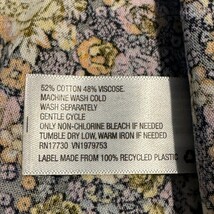 52% COTTON 48% VISCOSE.
MACHINE WASH COLD
WASH SEPARATELY
GENTLE CYCLE
ONLY NON-CHLORINE BLEACH IF NEEDED
TUMBLE DRY LOW, WARM IRON IF NEEDED
RN17730 VN1979753
LABEL MADE FROM 100% RECYCLED PLASTIC